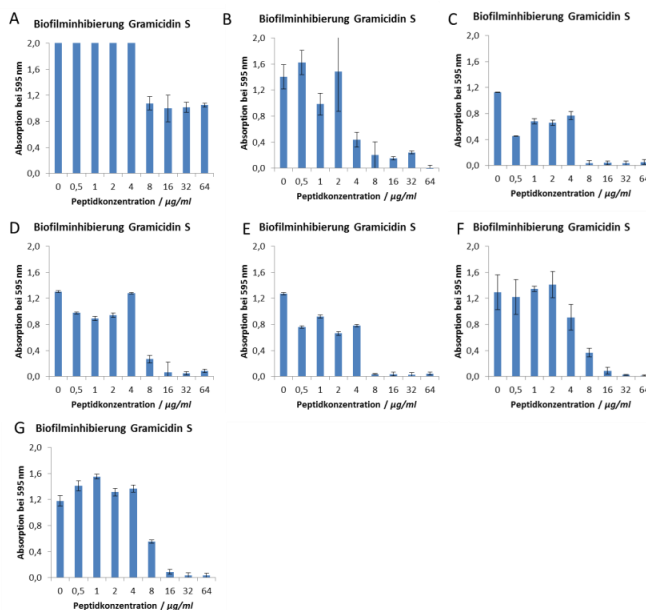 A
Biofilminhibierung Gramicidin S
Absorption bei 595 nm
2,0
1,6
1,2
0,8
0,4
0,0
0 0,5 1 2 4 8 16 32 64
Peptidkonzentration / µg/ml
B
Biofilminhibierung Gramicidin S
Absorption bei 595 nm
2,0
1,6
1,2
0,8
0,4
0,0
0 0,5 1 2 4 8 16 32 64
Peptidkonzentration / µg/ml
C
Biofilminhibierung Gramicidin S
Absorption bei 595 nm
2,0
1,6
1,2
0,8
0,4
0,0
0 0,5 1 2 4 8 16 32 64
Peptidkonzentration / µg/ml
D
Biofilminhibierung Gramicidin S
Absorption bei 595 nm
2,0
1,6
1,2
0,8
0,4
0,0
0 0,5 1 2 4 8 16 32 64
Peptidkonzentration / µg/ml
E
Biofilminhibierung Gramicidin S
Absorption bei 595 nm
2,0
1,6
1,2
0,8
0,4
0,0
0 0,5 1 2 4 8 16 32 64
Peptidkonzentration / µg/ml
F
Biofilminhibierung Gramicidin S
Absorption bei 595 nm
2,0
1,6
1,2
0,8
0,4
0,0
0 0,5 1 2 4 8 16 32 64
Peptidkonzentration / µg/ml
G
Biofilminhibierung Gramicidin S
Absorption bei 595 nm
2,0
1,6
1,2
0,8
0,4
0,0
0 0,5 1 2 4 8 16 32 64
Peptidkonzentration / µg/ml